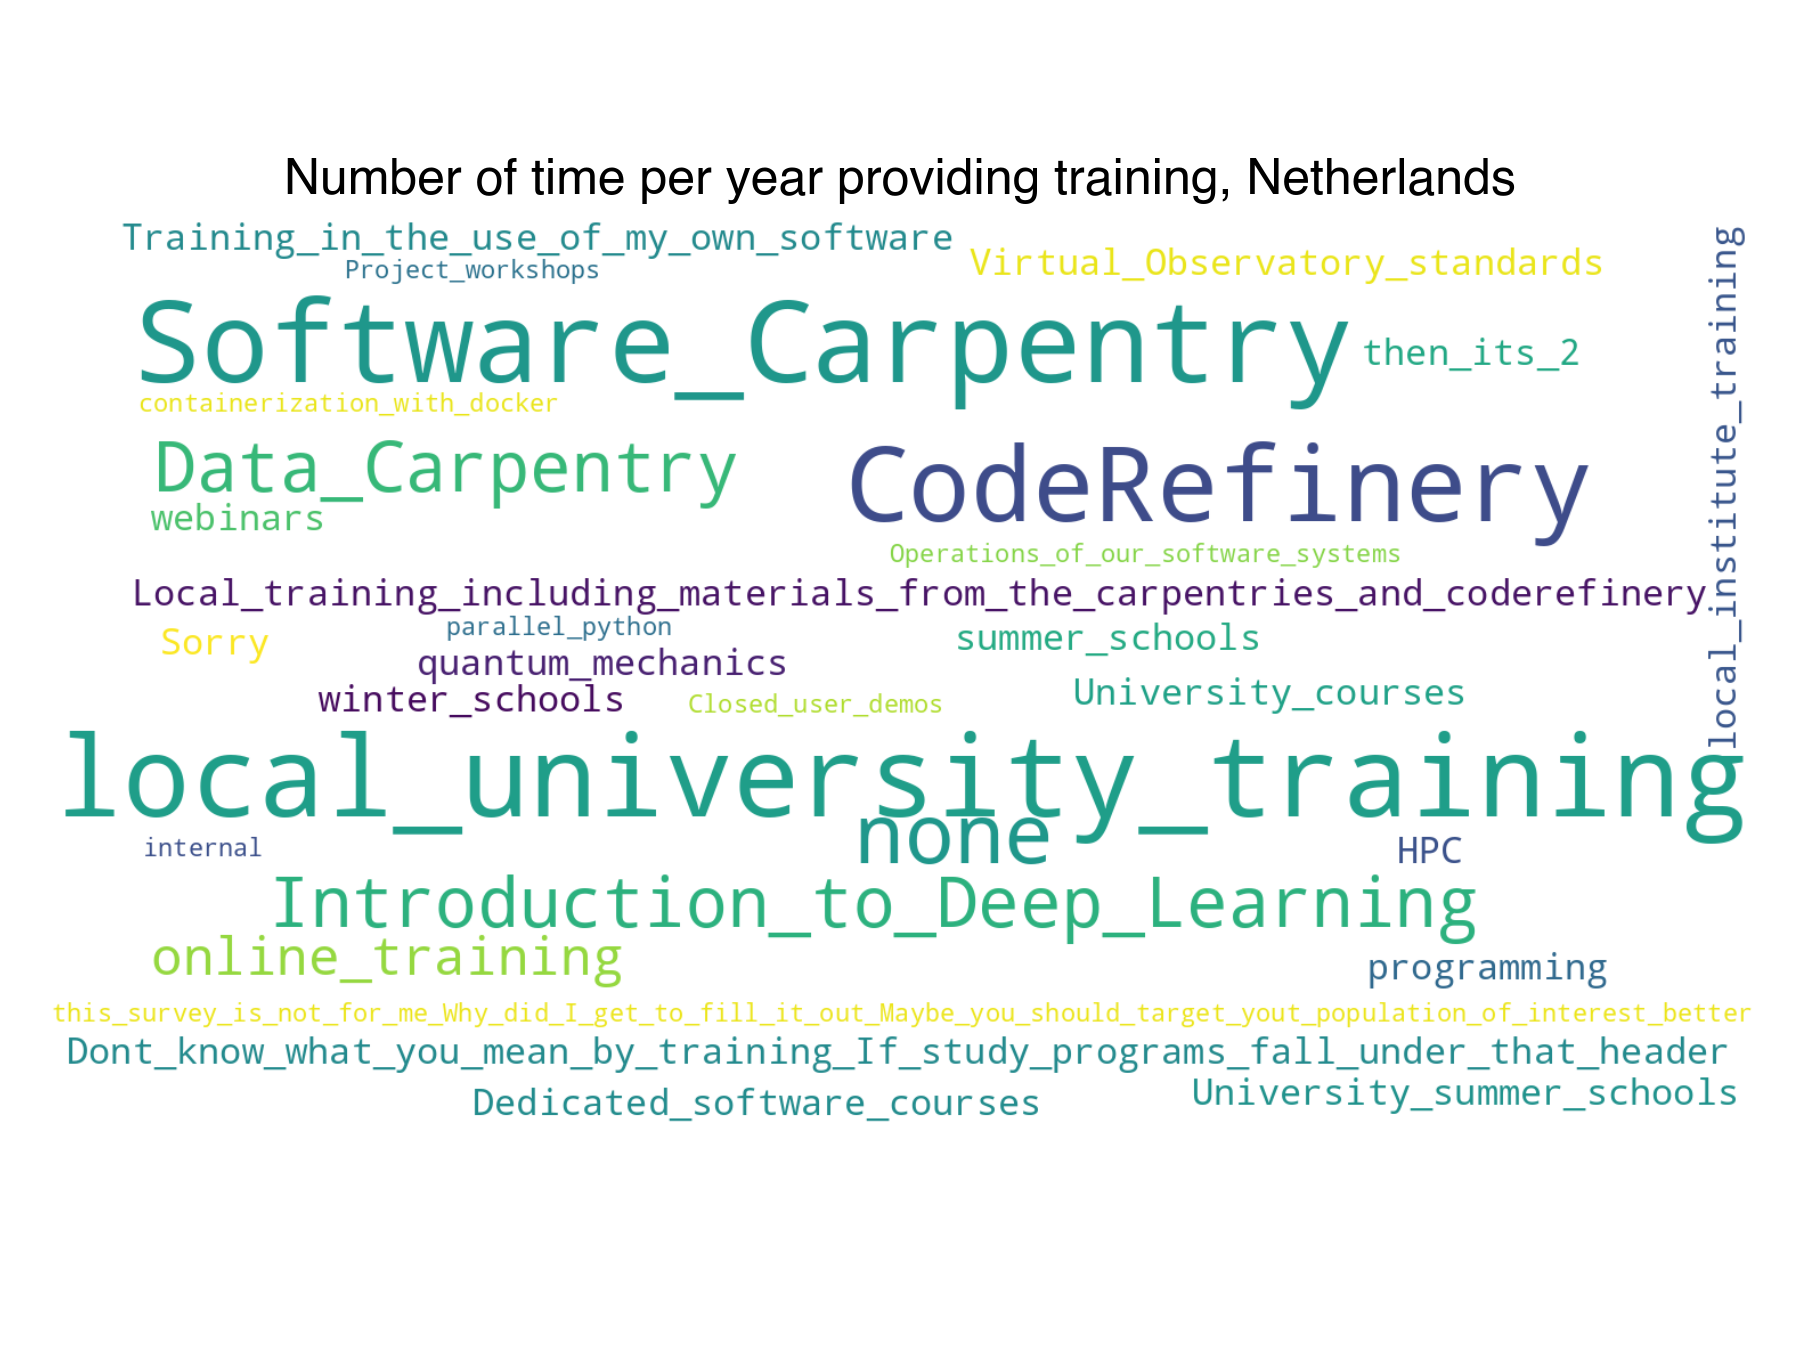 Number of time per year providing training, Netherlands
Training_in_the_use_of_my_own_software
Project_workshops
Virtual_Observatory_standards
local_institute_training
Software_Carpentry
then_its_2
containerization_with_docker
Data_Carpentry
CodeRefinery
webinars
Operations_of_our_software_systems
Local_training_including_materials_from_the_carpentries_and_coderefinery
Sorry
parallel_python
summer_schools
quantum_mechanics
winter_schools
Closed_user_demos
University_courses
local_university_training
none
internal
HPC
Introduction_to_Deep_Learning
online_training
programming
this_survey_is_not_for_me_Why_did_I_get_to_fill_it_out_Maybe_you_should_target_yout_population_of_interest_better
Dont_know_what_you_mean_by_training_If_study_programs_fall_under_that_header
Dedicated_software_courses
University_summer_schools